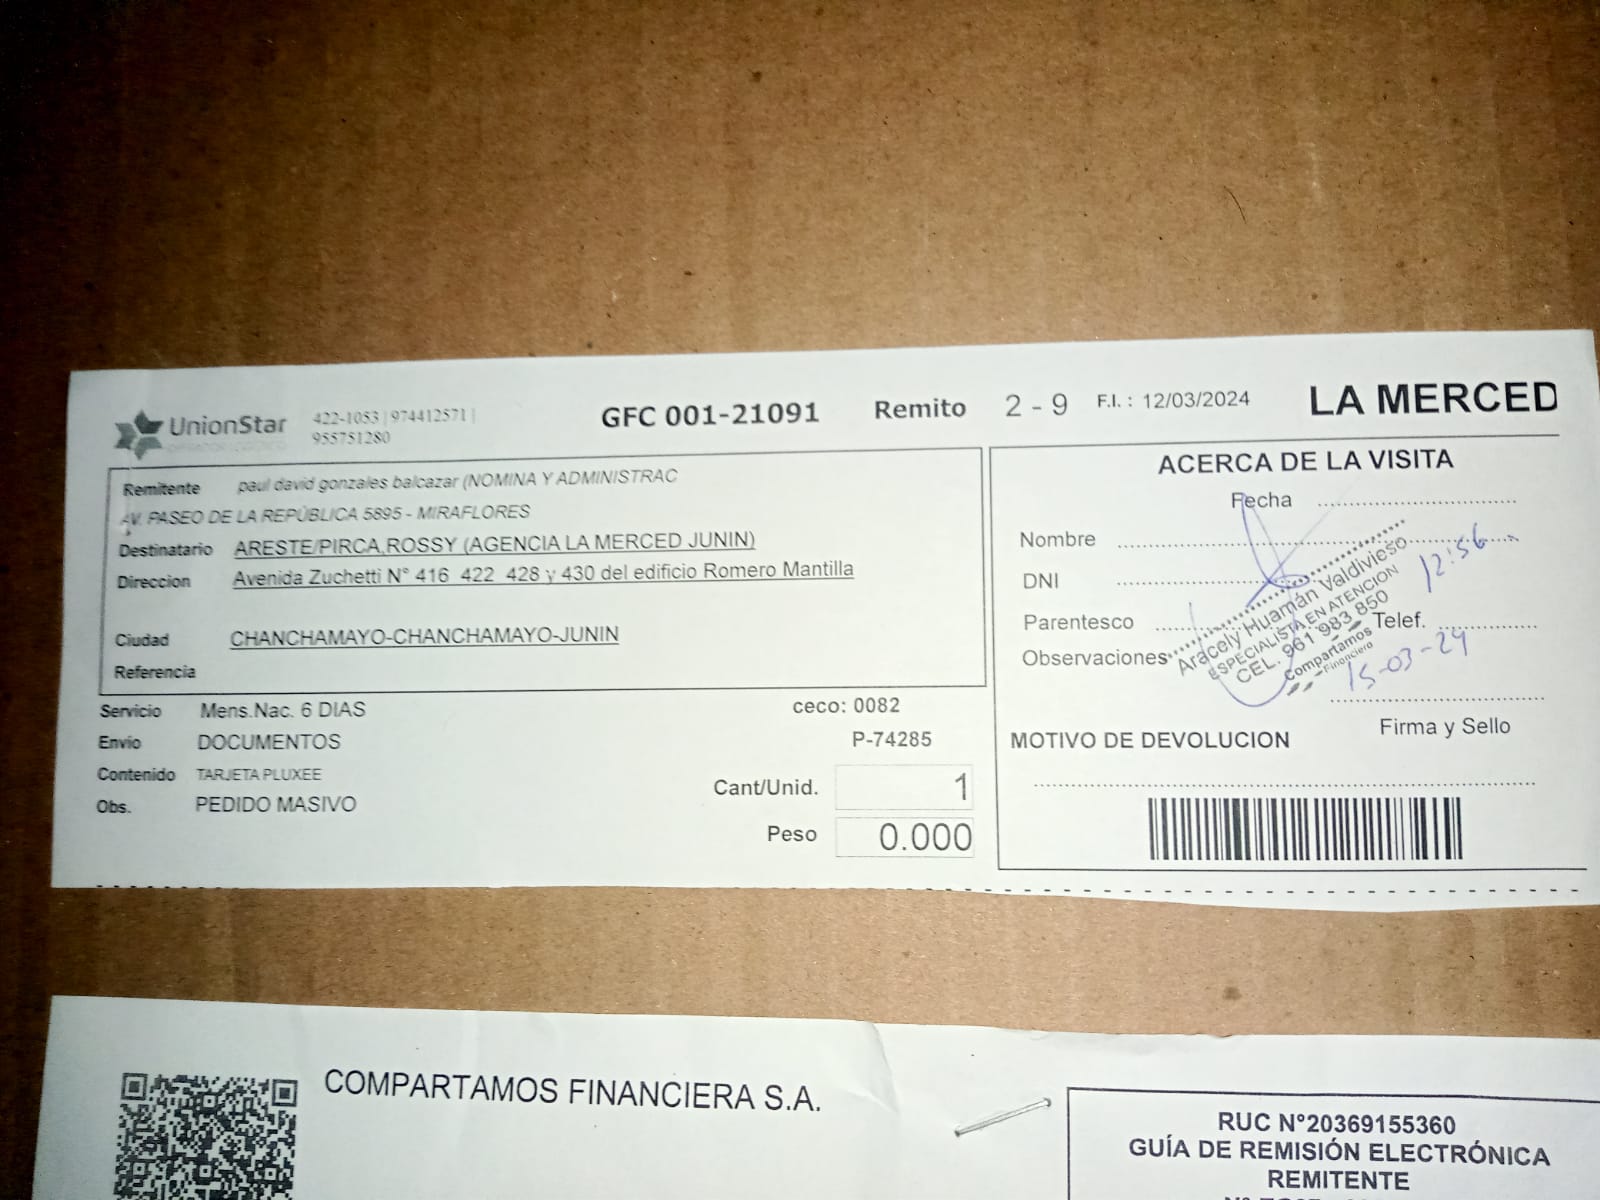 UnionStar
422-1053 | 974412571 |
955751280
GFC 001-21091 Remito 2 - 9 F.I. : 12/03/2024 LA MERCED
Remitente paul david gonzales balcazar (NOMINA Y ADMINISTRAC
AV. PASEO DE LA REPÚBLICA 5895 - MIRAFLORES
Destinatario ARESTE/PIRCA,ROSSY (AGENCIA LA MERCED JUNIN)
Direccion Avenida Zuchetti N° 416 422 428 y 430 del edificio Romero Mantilla
Ciudad CHANCHAMAYO-CHANCHAMAYO-JUNIN
Referencia
Servicio Mens.Nac. 6 DIAS ceco: 0082
Envio DOCUMENTOS P-74285
Contenido TARJETA PLUXEE
Obs. PEDIDO MASIVO
Cant/Unid. 1
Peso 0.000
ACERCA DE LA VISITA
Fecha
Nombre
DNI
Parentesco
Telef.
Observaciones
12:56
Aracely Huamán Valdivieso
ESPECIALISTA EN ATENCION
CEL. 961 983 850
Compartamos
Financiera
15-03-24
Firma y Sello
MOTIVO DE DEVOLUCION
COMPARTAMOS FINANCIERA S.A.
RUC N°20369155360
GUÍA DE REMISIÓN ELECTRÓNICA
REMITENTE